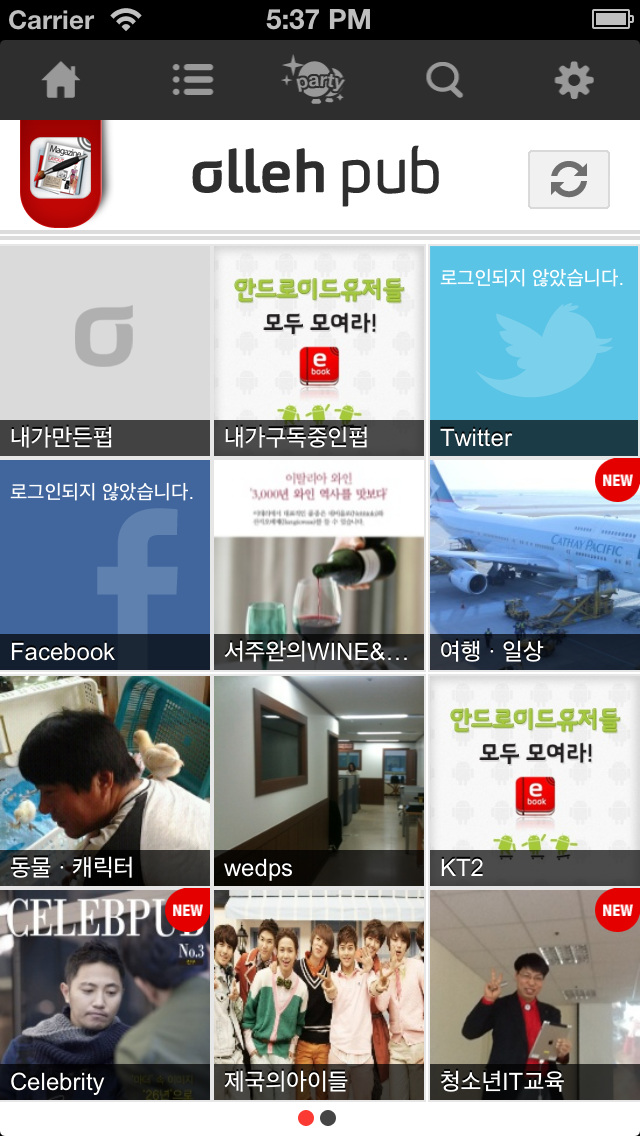 Carrier 5:37 PM
party
Magazine
olleh pub
안드로이드유저들
모두 모여라!
e
book
내가만든펍
내가구독중인펍
로그인되지 않았습니다.
Twitter
로그인되지 않았습니다.
Facebook
이탈리아 와인
'3,000년 와인 역사를 맛보다'
서주완의WINE&…
NEW
CATHAY PACIFIC
여행 · 일상
동물 · 캐릭터
wedps
안드로이드유저들
모두 모여라!
e
book
KT2
CELEBPUB
NEW
No.3
Celebrity
제국의아이들
NEW
청소년IT교육